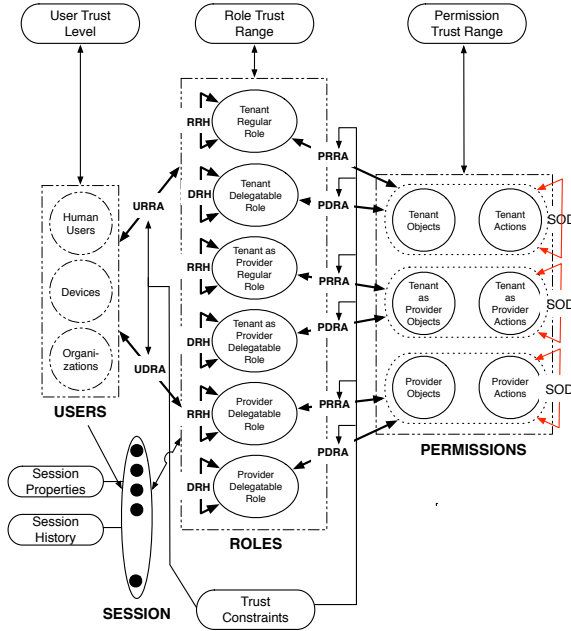 User Trust
Level
Role Trust
Range
Permission
Trust Range
RRH
Tenant
Regular
Role
PRRA
DRH
Tenant
Delegatable
Role
PDRA
URRA
Human
Users
Tenant
Objects
Tenant
Actions
SOD
RRH
Tenant as
Provider
Regular
Role
PRRA
Devices
Tenant
as
Provider
Objects
Tenant
as
Provider
Actions
SOD
DRH
Tenant as
Provider
Delegatable
Role
PDRA
Organi-
zations
UDRA
USERS
RRH
Provider
Delegatable
Role
PRRA
Provider
Objects
Provider
Actions
SOD
PDRA
PERMISSIONS
DRH
Provider
Delegatable
Role
Session
Properties
Session
History
ROLES
SESSION
Trust
Constraints